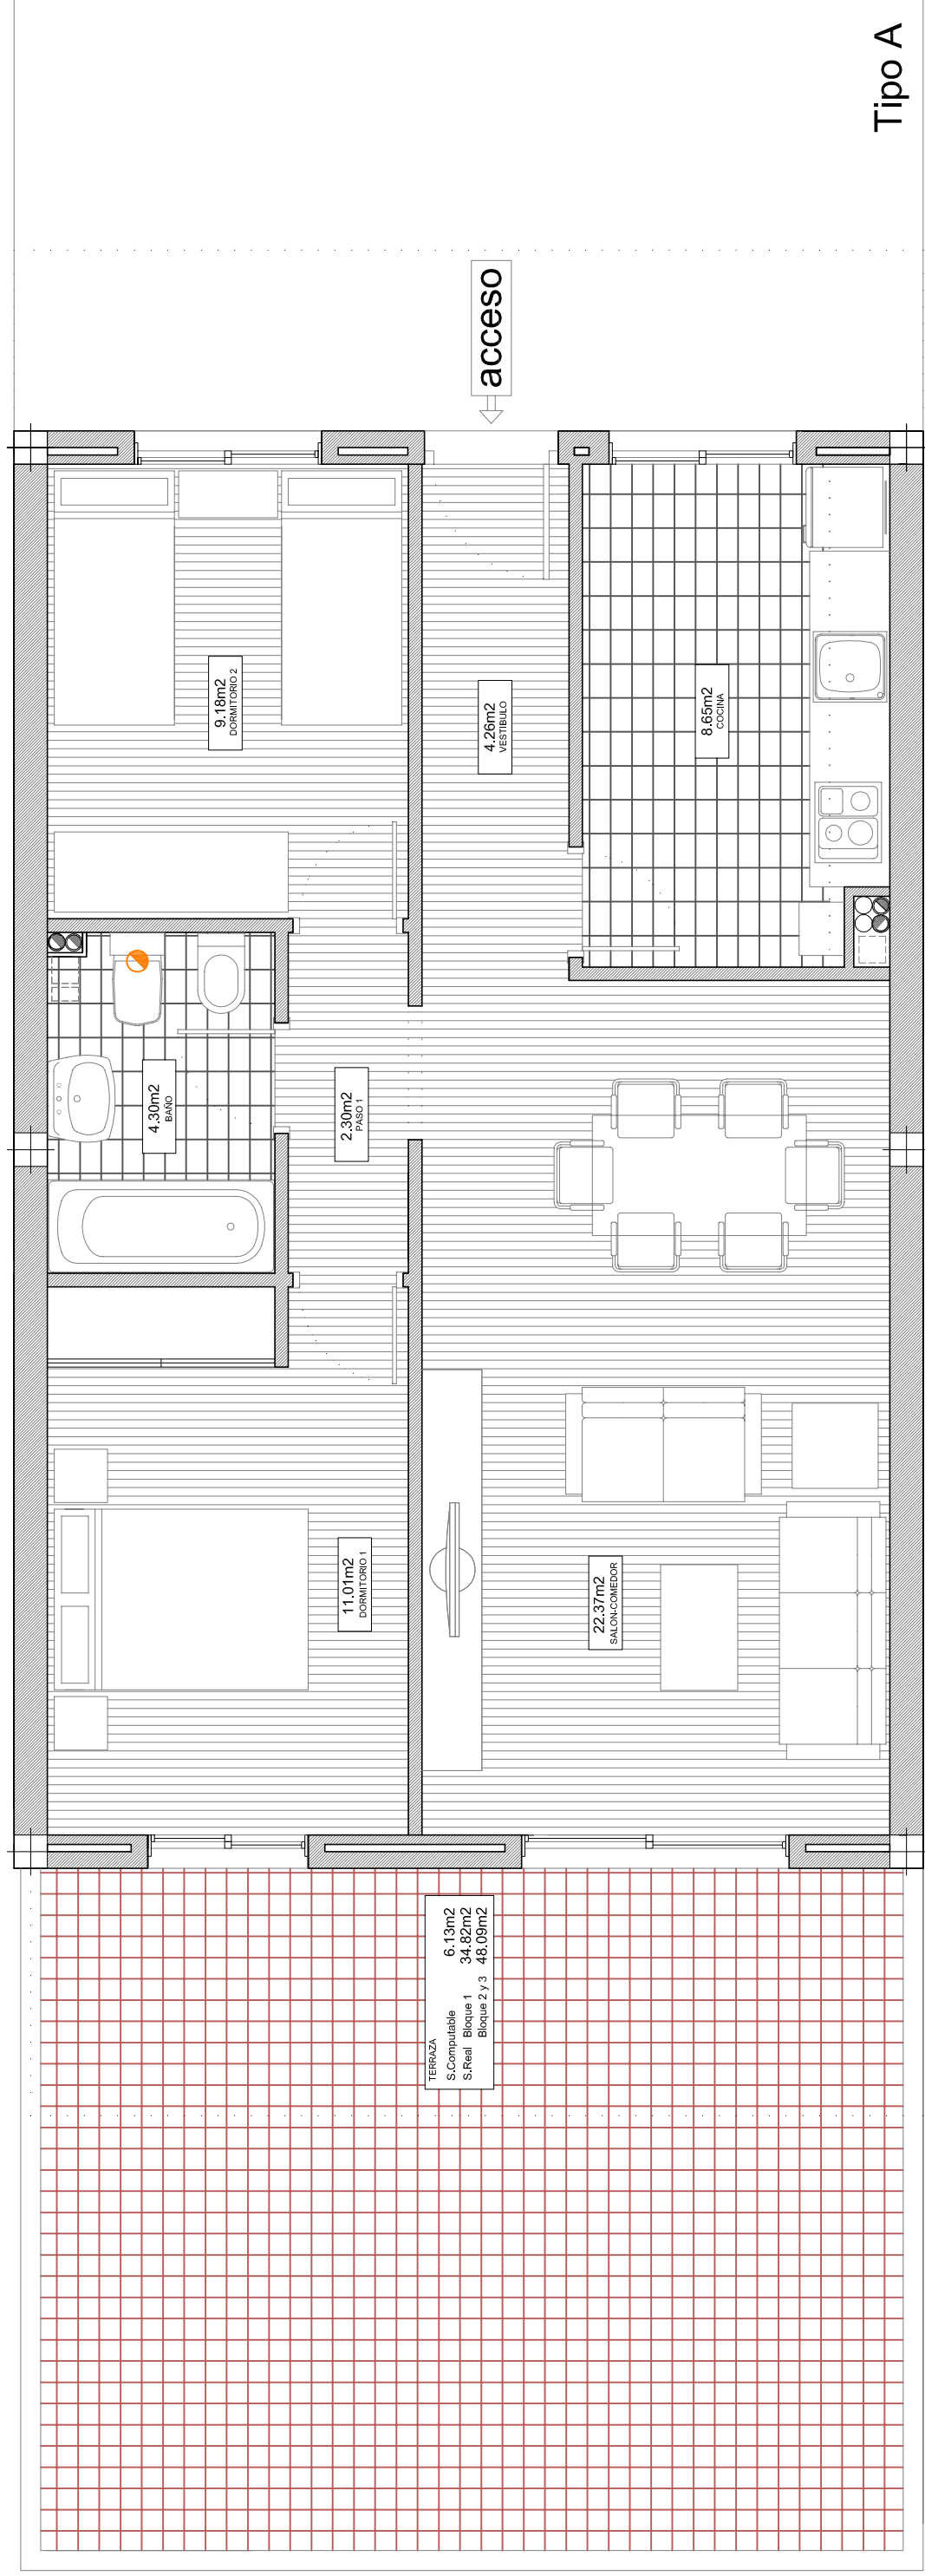 Tipo A
acceso
9.18m2
DORMITORIO 2
4.26m2
VESTIBULO
8.65m2
COCINA
4.30m2
BAÑO
2.30m2
PASO 1
11.01m2
DORMITORIO 1
22.37m2
SALON-COMEDOR
TERRAZA
S.Computable 6.13m2
S.Real Bloque 1 34.82m2
Bloque 2 y 3 48.09m2